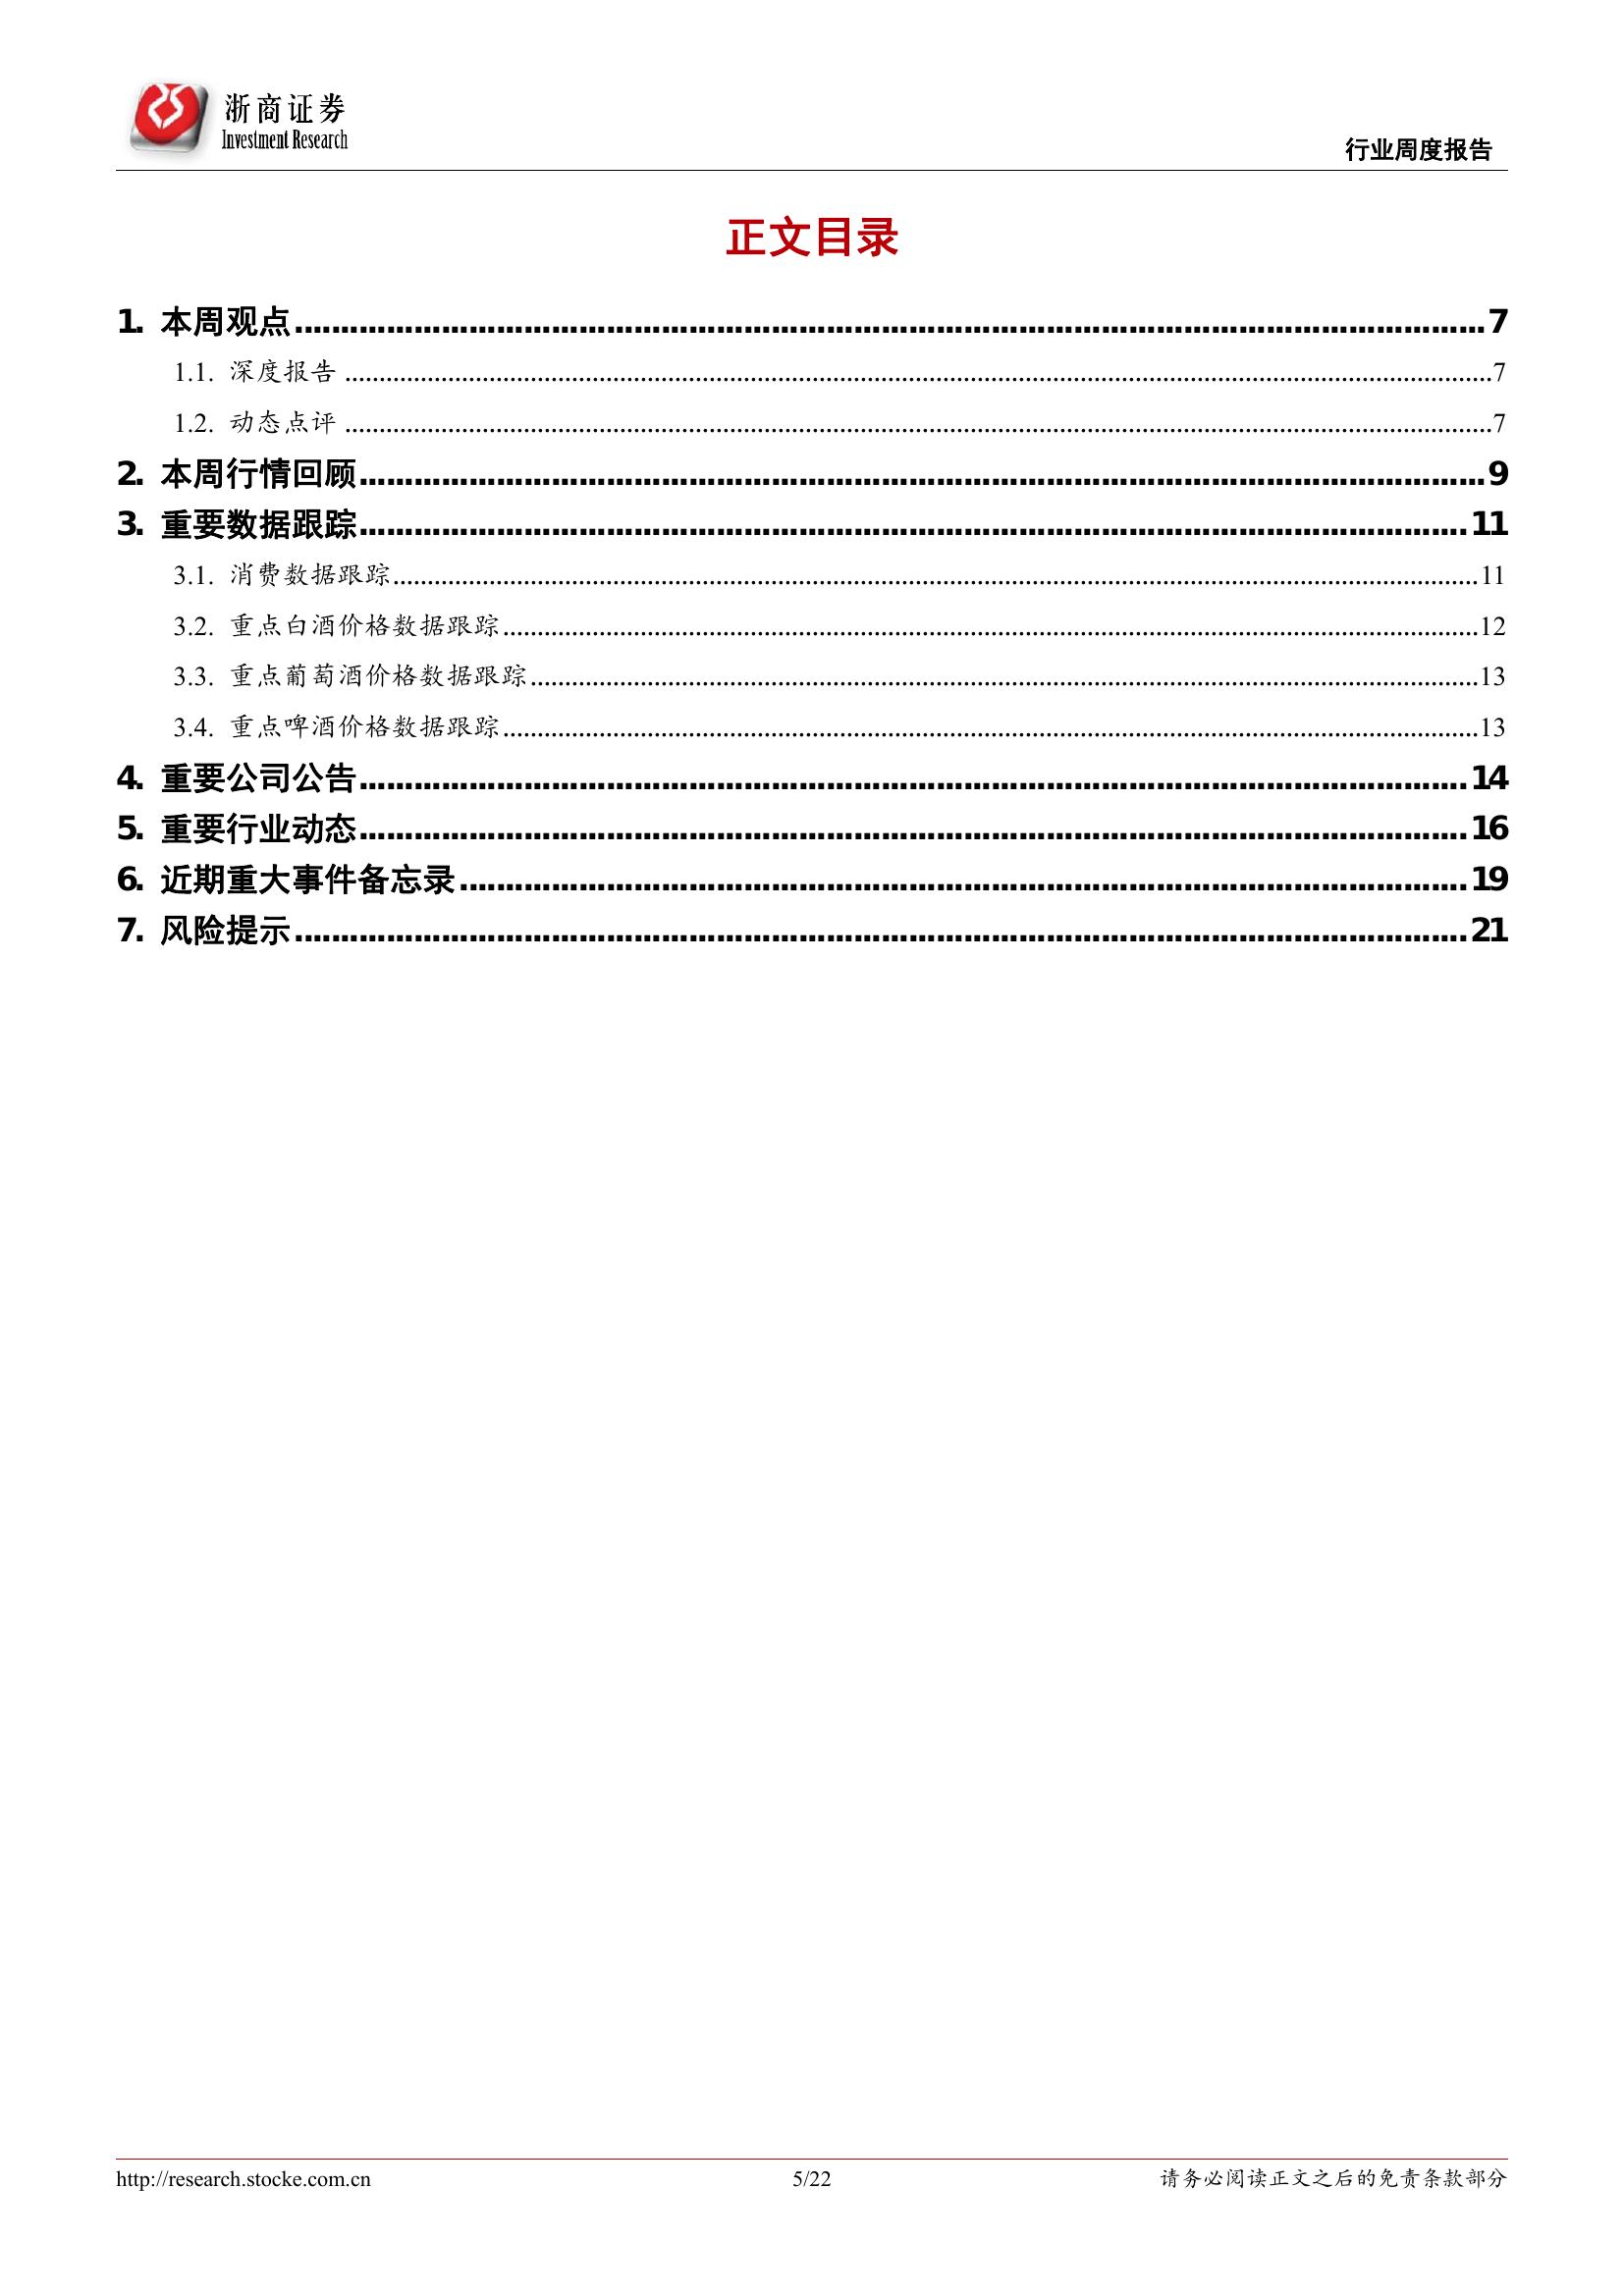 浙商证券
Investment Research
行业周度报告
正文目录
1. 本周观点........................................................7
1.1. 深度报告........................................................7
1.2. 动态点评........................................................7
2. 本周行情回顾........................................................9
3. 重要数据跟踪........................................................11
3.1. 消费数据跟踪........................................................11
3.2. 重点白酒价格数据跟踪........................................................12
3.3. 重点葡萄酒价格数据跟踪........................................................13
3.4. 重点啤酒价格数据跟踪........................................................13
4. 重要公司公告........................................................14
5. 重要行业动态........................................................16
6. 近期重大事件备忘录........................................................19
7. 风险提示........................................................21
http://research.stocke.com.cn
5/22
请务必阅读正文之后的免责条款部分